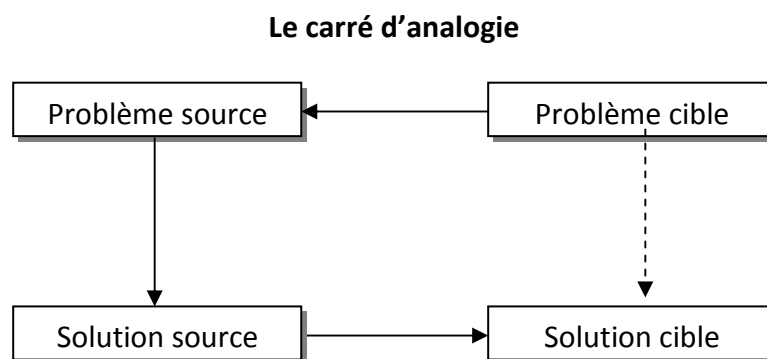 Le carré d’analogie
Problème source
Problème cible
Solution source
Solution cible